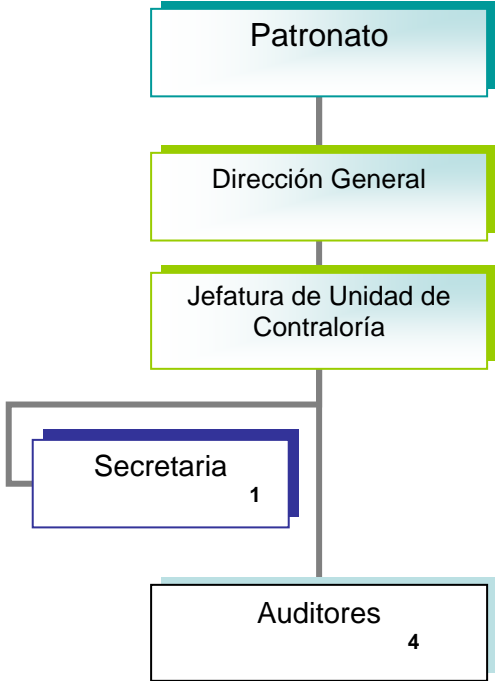 Patronato
Dirección General
Jefatura de Unidad de
Contraloría
Secretaria
1
Auditores
4